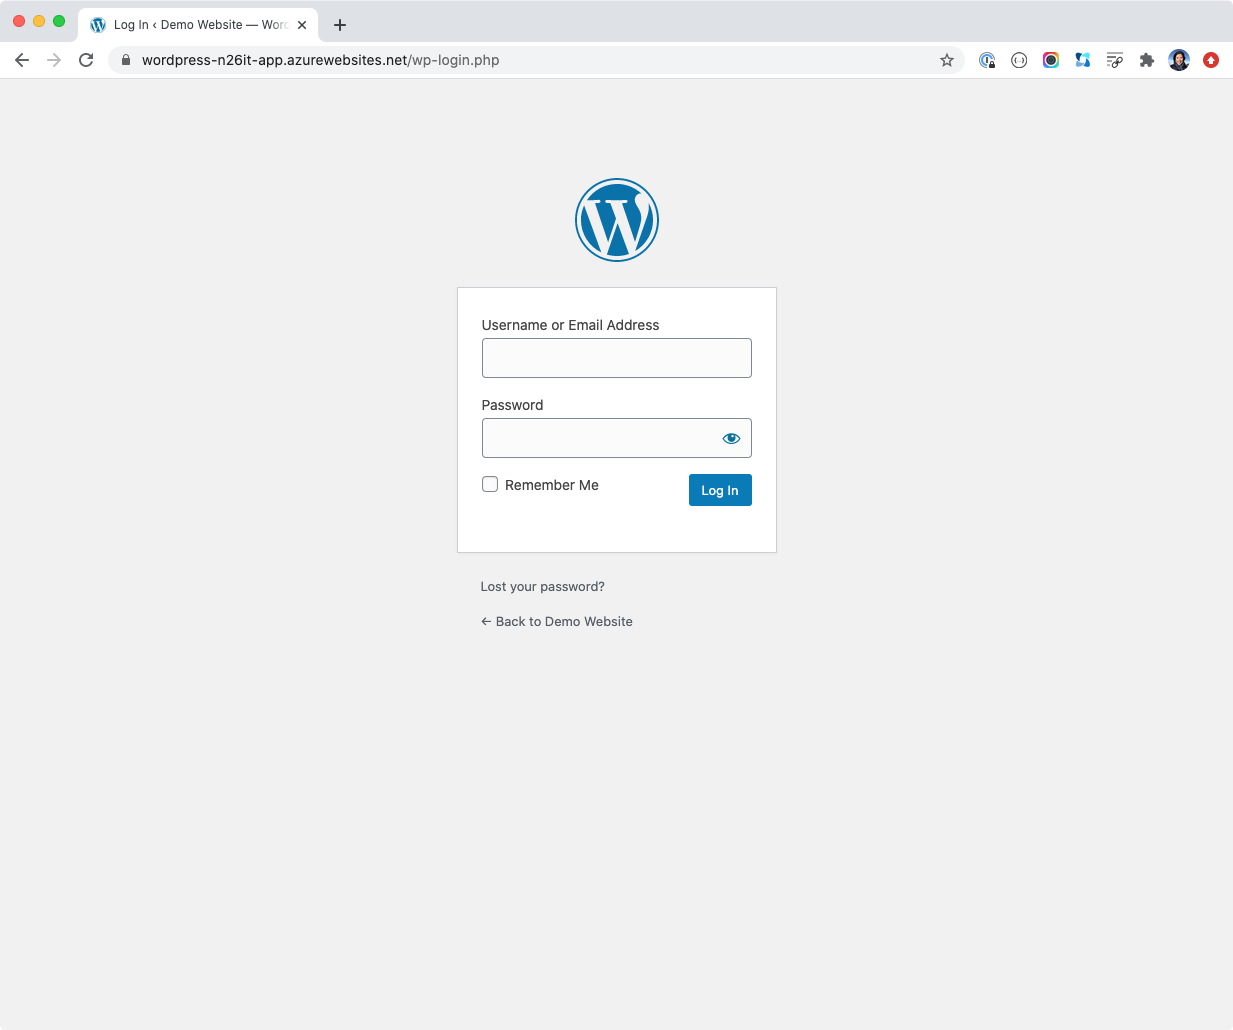 Log In ‹ Demo Website — Word
wordpress-n26it-app.azurewebsites.net/wp-login.php
Username or Email Address
Password
Remember Me
Log In
Lost your password?
← Back to Demo Website